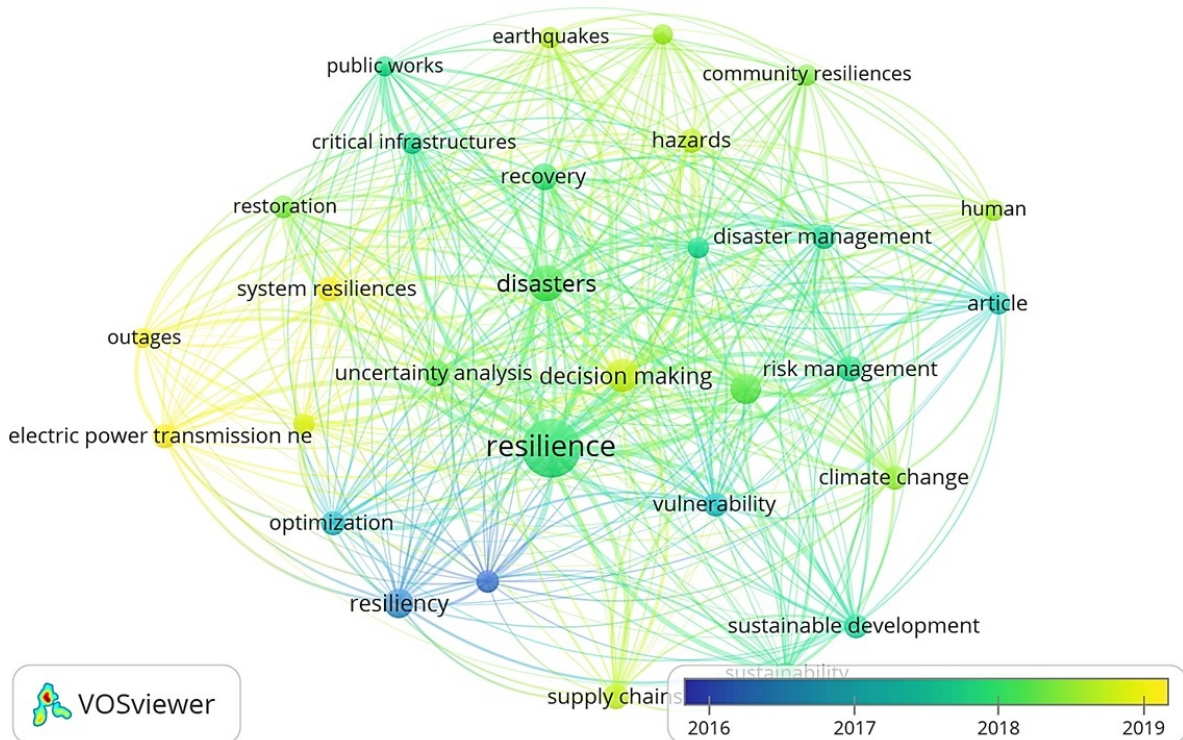 earthquakes
public works
community resiliences
critical infrastructures
hazards
recovery
restoration
human
disaster management
disasters
system resiliences
article
outages
uncertainty analysis
decision making
risk management
electric power transmission ne
resilience
climate change
vulnerability
optimization
resiliency
sustainable development
sustainability
supply chains
VOSviewer
2016
2017
2018
2019